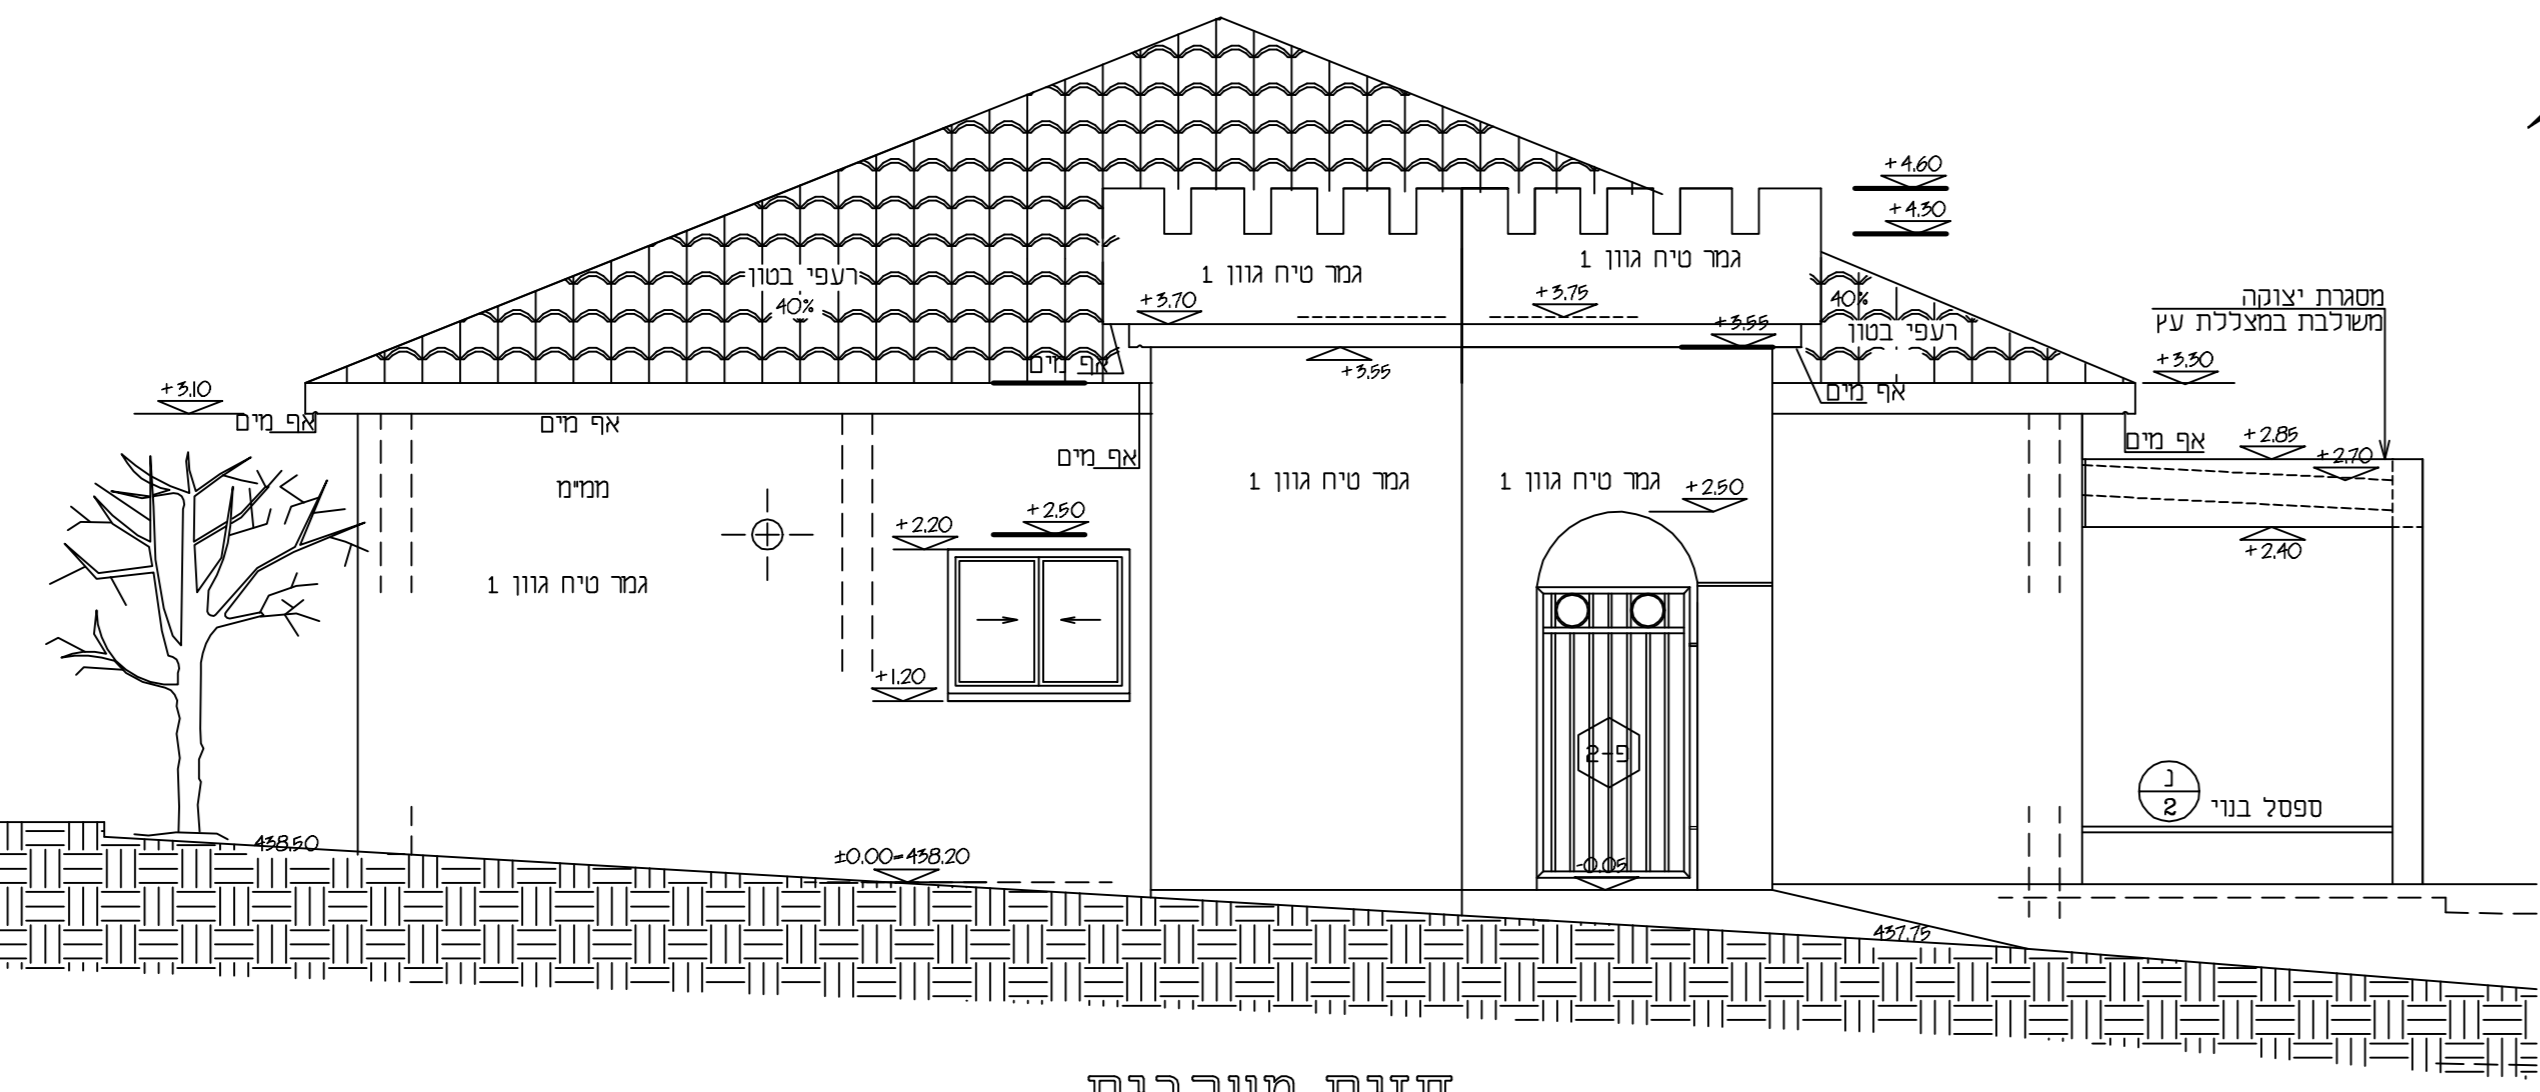 +4.60
+4.30
גמר טיח גוון 1
גמר טיח גוון 1
רעפי בטון
40%
40%
רעפי בטון
מסגרת יצוקה
משולבת במצללת עץ
+3.70
+3.75
+3.55
+3.55
+3.30
+3.10
אף מים
אף מים
אף מים
אף מים
אף מים
אף מים
+2.85
+2.70
ממ"מ
גמר טיח גוון 1
גמר טיח גוון 1
+2.50
+2.50
+2.20
+2.40
גמר טיח גוון 1
+1.20
פ-2
נ
2
ספסל בנוי
438.50
±0.00=438.20
-0.05
437.75
חזית מערבית